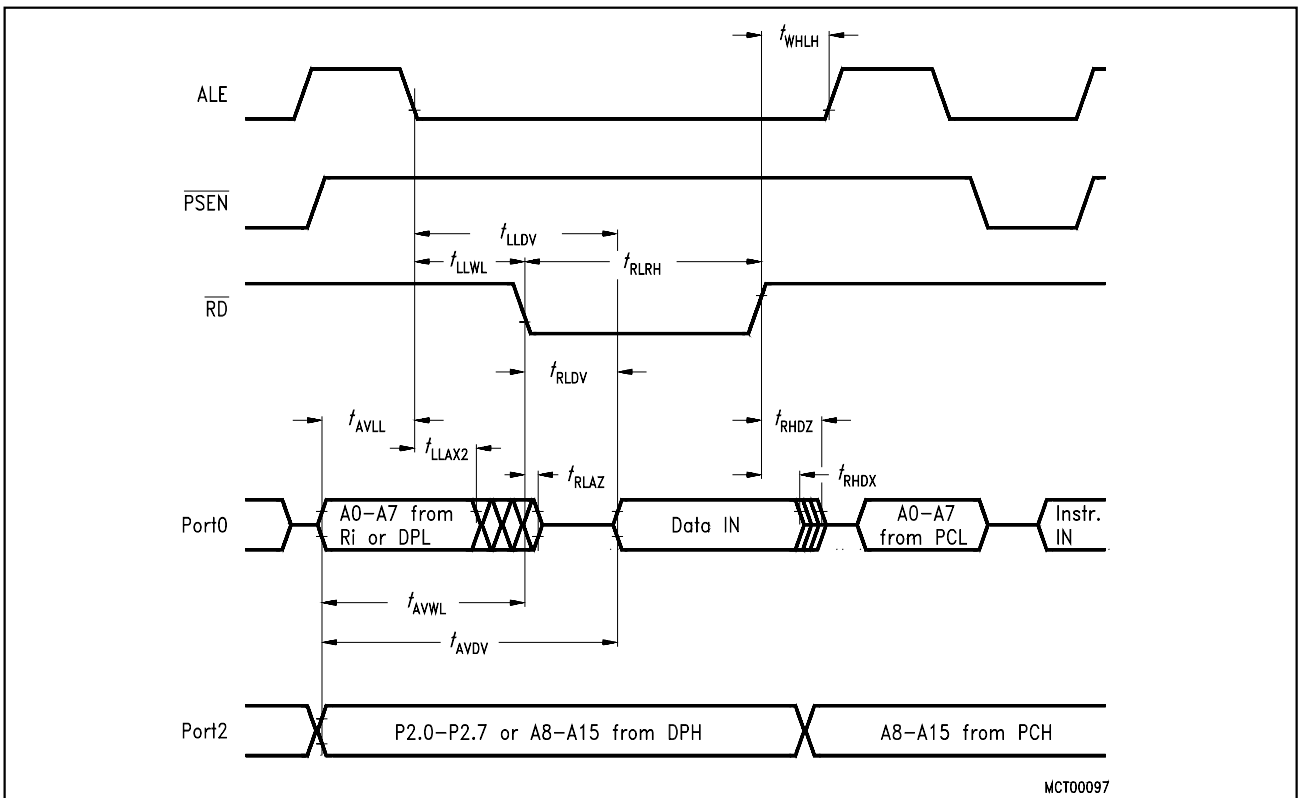 tWHLH
ALE
PSEN
tLLDV
tLLWL
tRLRH
RD
tRLDV
tAVLL
tRHDZ
tLLAX2
tRLAZ
tRHDX
Port0
A0-A7 from
Ri or DPL
Data IN
A0-A7
from PCL
Instr.
IN
tAVWL
tAVDV
Port2
P2.0-P2.7 or A8-A15 from DPH
A8-A15 from PCH
MCT00097